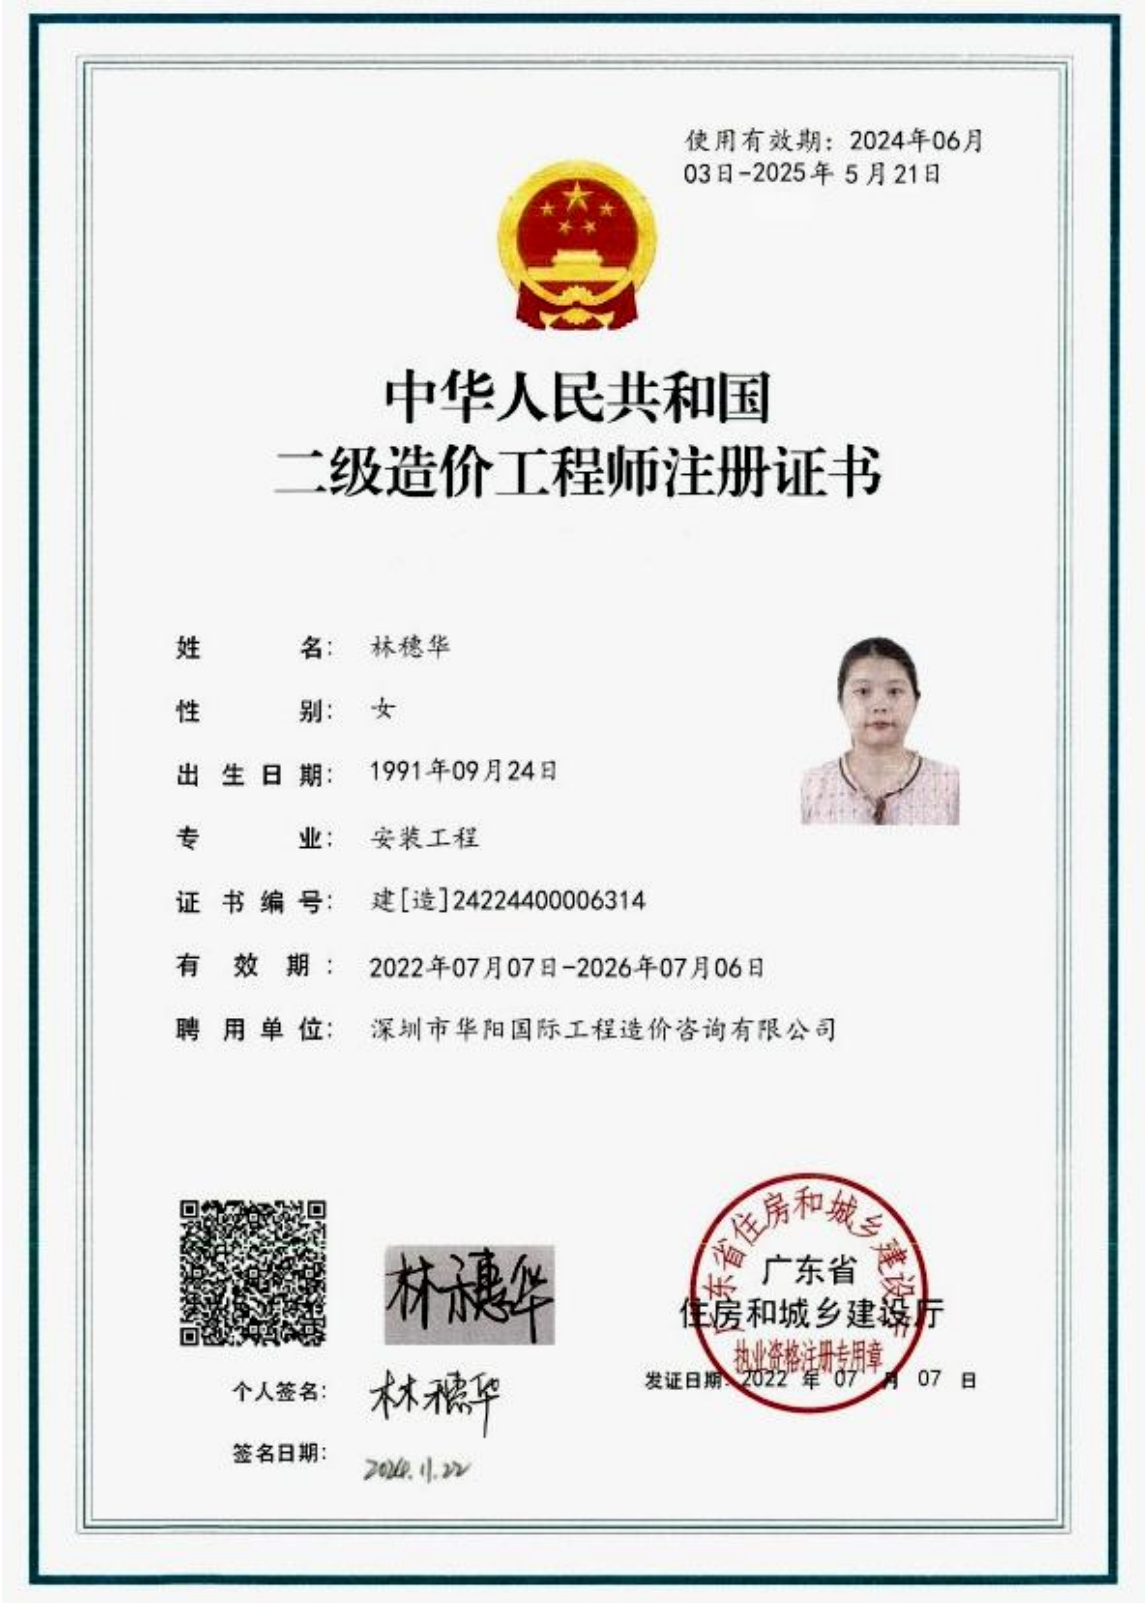 使用有效期：2024年06月
03日-2025年 5月21日
中华人民共和国
二级造价工程师注册证书
姓名：林穗华
性别：女
出生日期：1991年09月24日
专业：安装工程
证书编号：建[造]24224400006314
有效期：2022年07月07日-2026年07月06日
聘用单位：深圳市华阳国际工程造价咨询有限公司
林穗华
广东省住房和城乡建设厅
广东省
住房和城乡建设厅
执业资格注册专用章
发证日期：2022 年 07 月 07 日
个人签名：林穗华
签名日期：2024.11.22